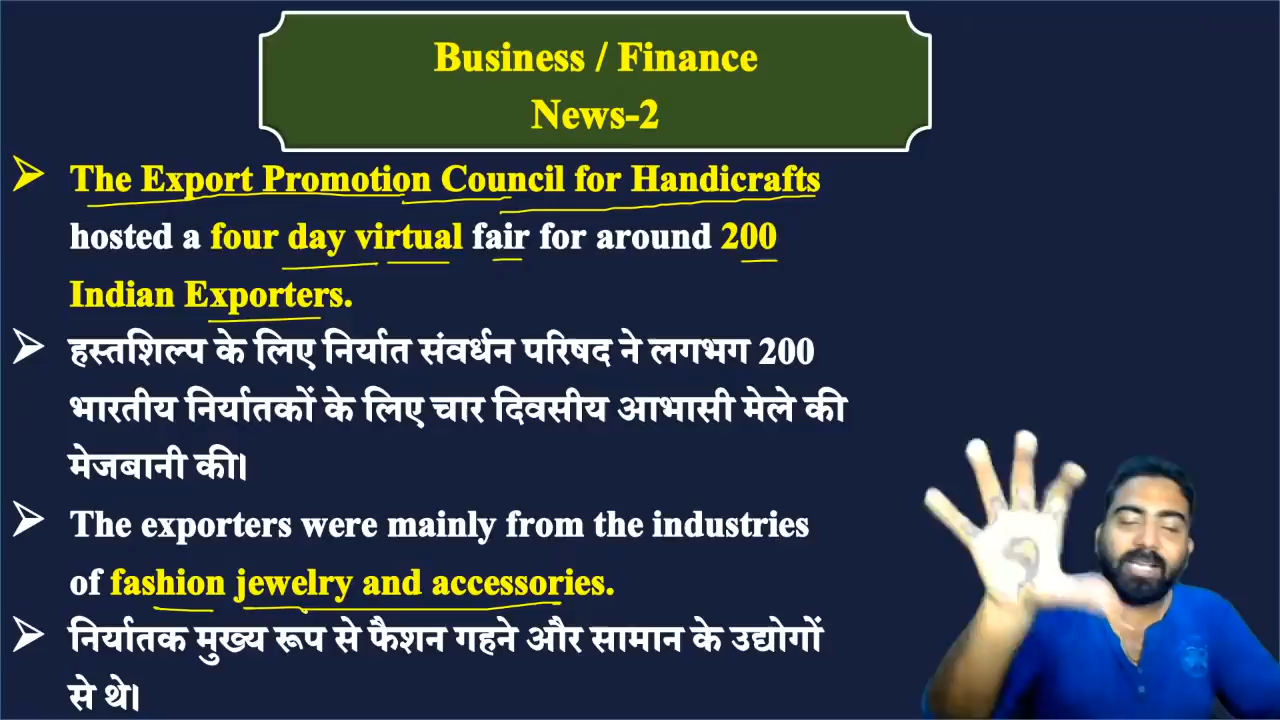 Business / Finance
News-2
The Export Promotion Council for Handicrafts
hosted a four day virtual fair for around 200
Indian Exporters.
हस्तशिल्प के लिए निर्यात संवर्धन परिषद ने लगभग 200
भारतीय निर्यातकों के लिए चार दिवसीय आभासी मेले की
मेजबानी की।
The exporters were mainly from the industries
of fashion jewelry and accessories.
निर्यातक मुख्य रूप से फैशन गहने और सामान के उद्योगों
से थे।